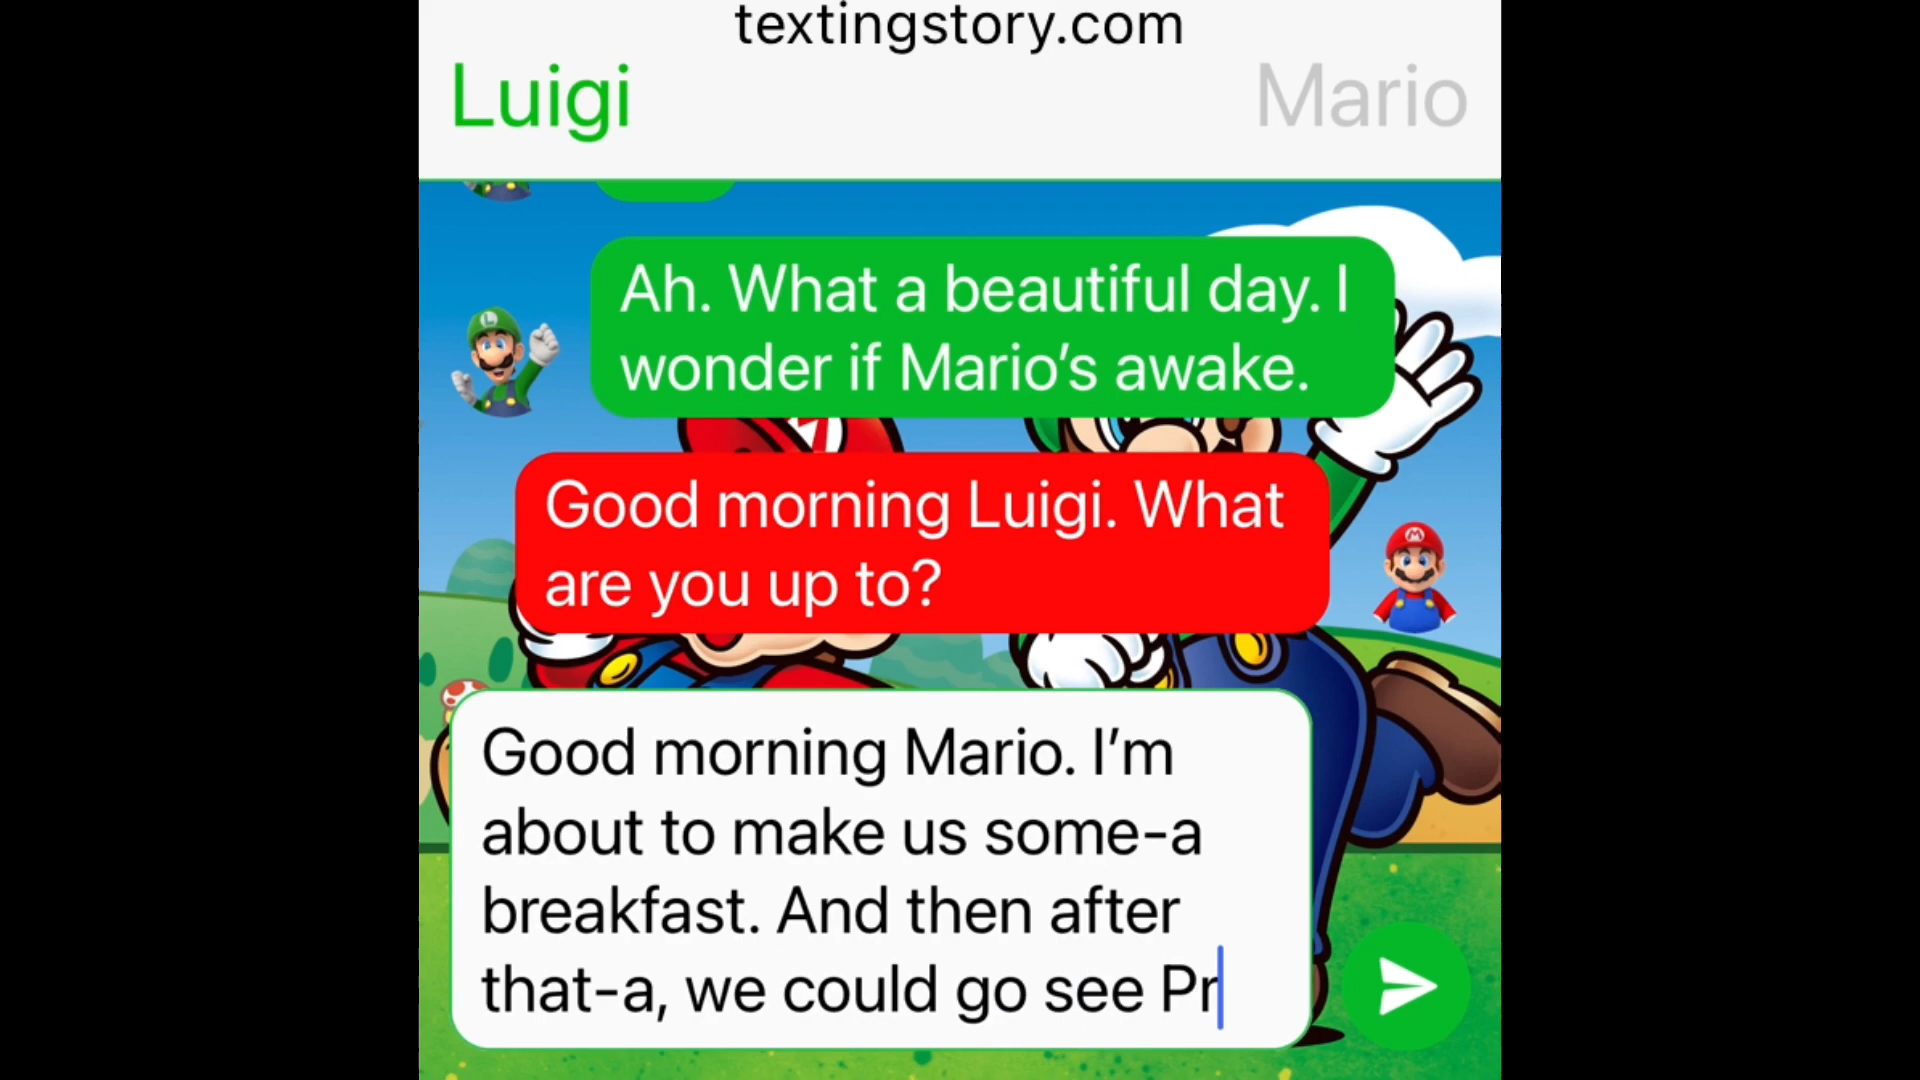 textingstory.com
Luigi
Mario
Ah. What a beautiful day. I
wonder if Mario’s awake.
Good morning Luigi. What
are you up to?
Good morning Mario. I’m
about to make us some-a
breakfast. And then after
that-a, we could go see Pr